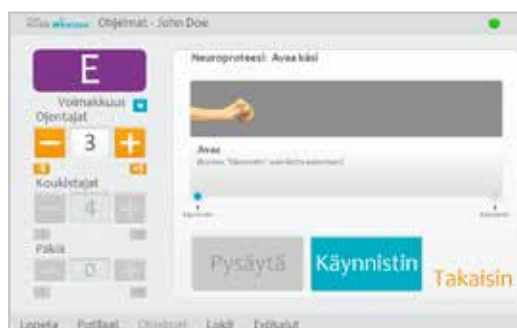 Wireless Ohjelmat - John Doe
E
Voimakkuus
Ojentajat
3
Koukistajat
4
Pakia
0
Neuroproteesi: Avaa käsi
Avaa
Pysäytä
Käynnistin
Takaisin
Lopeta Potilaat Ohjelmat Lokit Työkalut